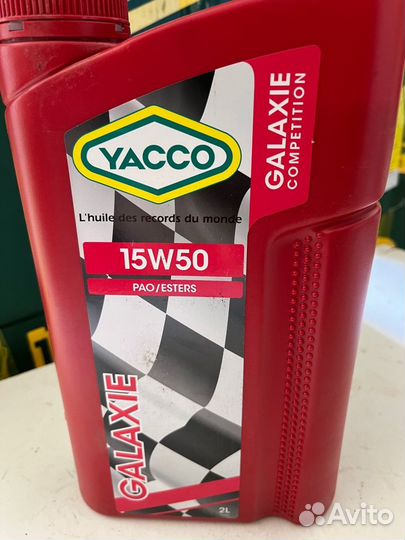 GALAXIE
COMPETITION
YACCO
L'huile des records du monde
15W50
PAO/ESTERS
GALAXIE
2L
Avito